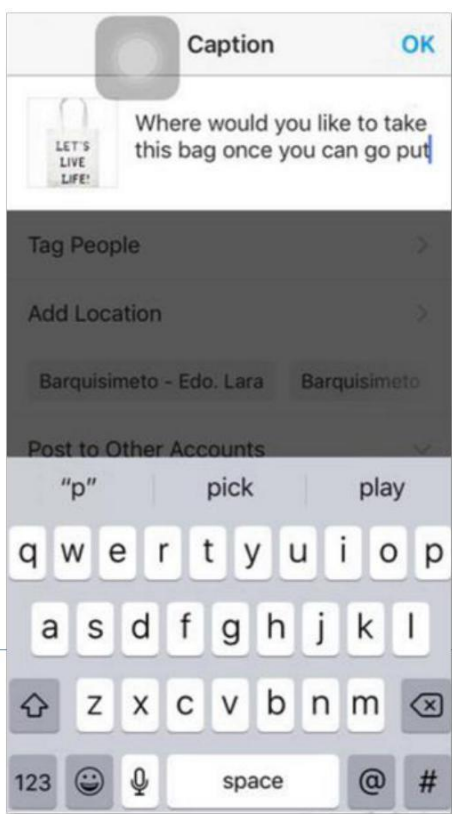 Caption
OK
LET'S
LIVE
LIFE!
Where would you like to take
this bag once you can go put
Tag People
Add Location
Barquisimeto - Edo. Lara
Barquisimeto
Post to Other Accounts
"p"
pick
play
q w e r t y u i o p
a s d f g h j k l
z x c v b n m
123
space
@
#